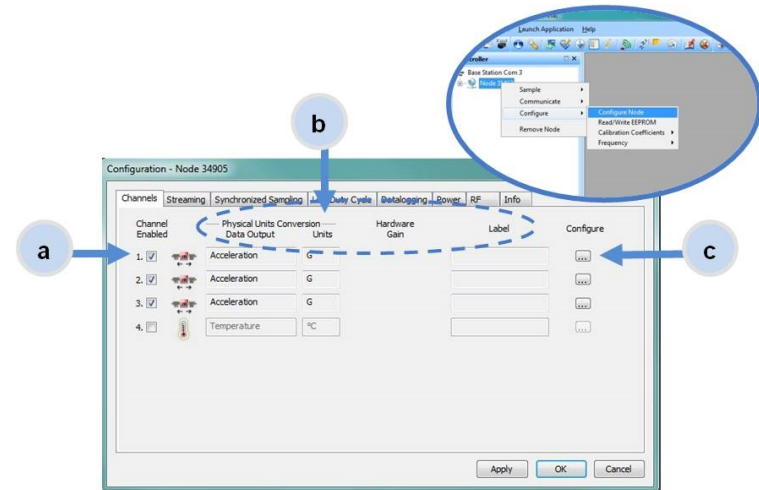 Launch Application Help
Base Station Com 3
Node
Sample
Communicate
Configure
Remove Node
Configure Node
Read/Write EEPROM
Calibration Coefficients
Frequency
b
Configuration - Node 34905
Channels Streaming Synchronized Sampling Duty Cycle Datalogging Power RF Info
Channel Enabled
Physical Units Conversion
Data Output Units
Hardware Gain
Label
Configure
a
c
1. Acceleration G ...
2. Acceleration G ...
3. Acceleration G ...
4. Temperature °C ...
Apply OK Cancel